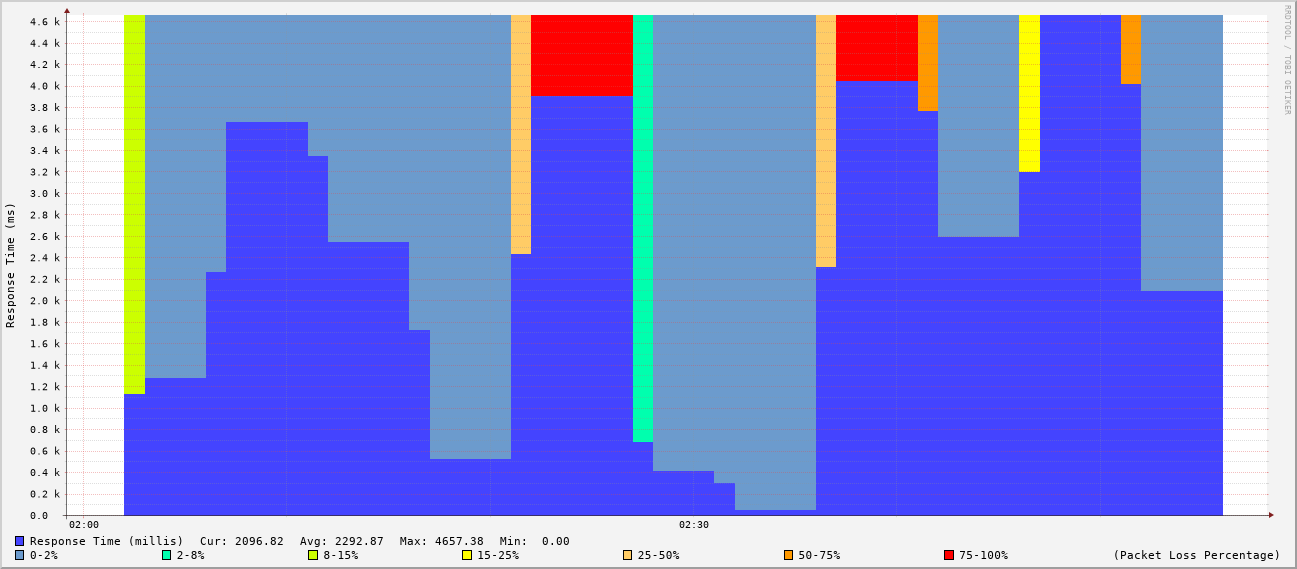 4.6 k
4.4 k
4.2 k
4.0 k
3.8 k
3.6 k
3.4 k
3.2 k
3.0 k
2.8 k
2.6 k
2.4 k
2.2 k
2.0 k
1.8 k
1.6 k
1.4 k
1.2 k
1.0 k
0.8 k
0.6 k
0.4 k
0.2 k
0.0
Response Time (ms)
RRDTOOL / TOBI OETIKER
02:00 02:30
Response Time (millis) Cur: 2096.82 Avg: 2292.87 Max: 4657.38 Min: 0.00
0-2% 2-8% 8-15% 15-25% 25-50% 50-75% 75-100% (Packet Loss Percentage)